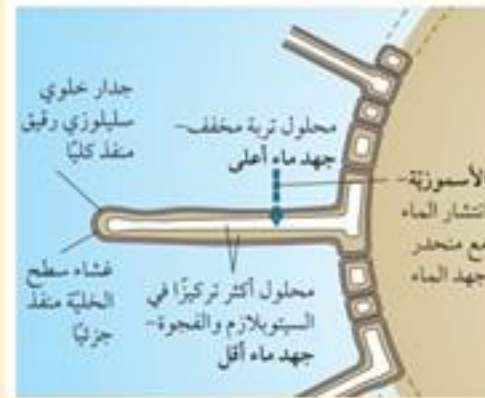 جدار خلوي
سليلوزي رقيق
منفذ كليًا
محلول تربة مخفف–
جهد ماء أعلى
الأسموزيّة–
انتشار الماء
مع منحدر
جهد الماء
غشاء سطح
الخليّة منفذ
جزئيًا
محلول أكثر تركيزًا في
السيتوبلازم والفجوة–
جهد ماء أقل